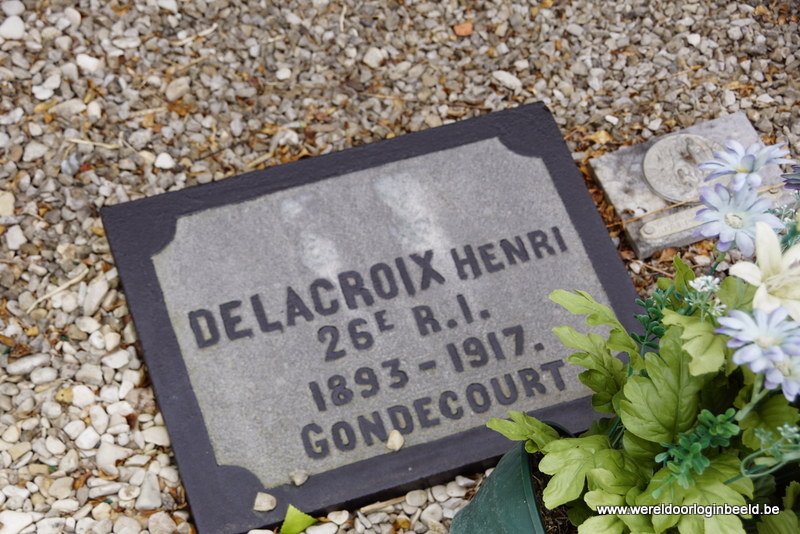 DELACROIX HENRI
26E R.I.
1893-1917.
GONDECOURT
www.wereldoorloginbeeld.be